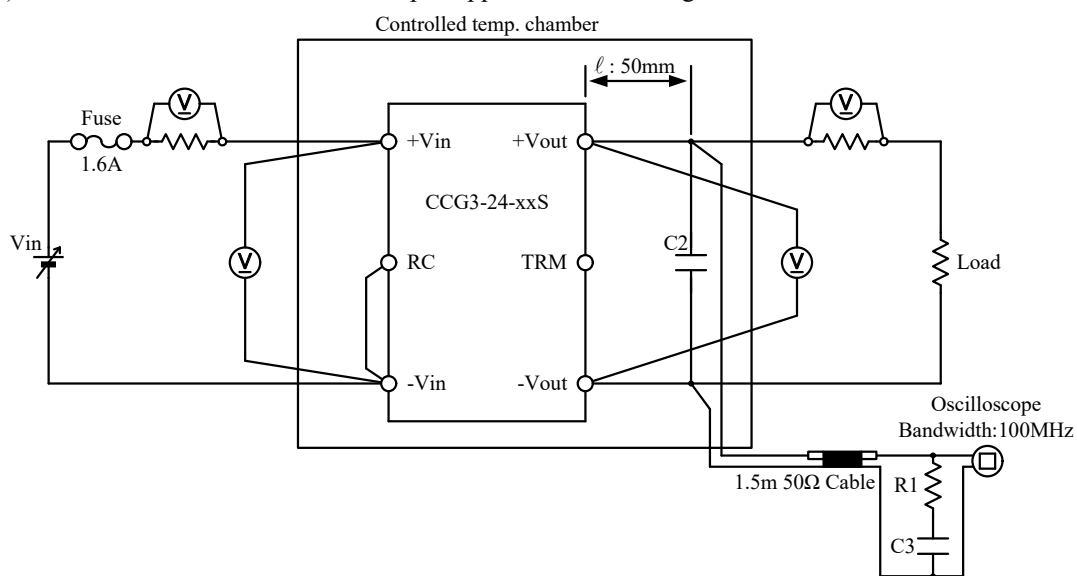 Controlled temp. chamber
ℓ : 50mm
V
V
Fuse
1.6A
+Vin
+Vout
CCG3-24-xxS
Vin
V
RC
TRM
C2
V
Load
-Vin
-Vout
Oscilloscope
Bandwidth:100MHz
1.5m 50Ω Cable
R1
C3